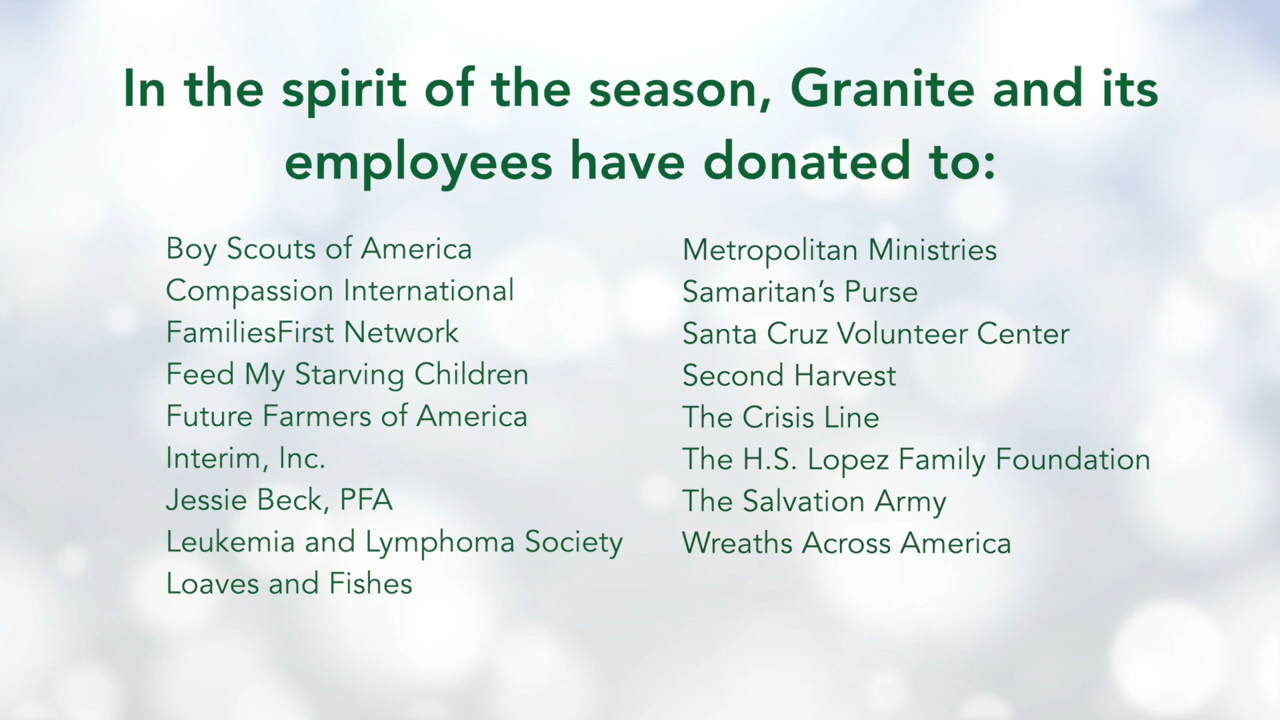 In the spirit of the season, Granite and its
employees have donated to:
Boy Scouts of America
Compassion International
FamiliesFirst Network
Feed My Starving Children
Future Farmers of America
Interim, Inc.
Jessie Beck, PFA
Leukemia and Lymphoma Society
Loaves and Fishes
Metropolitan Ministries
Samaritan’s Purse
Santa Cruz Volunteer Center
Second Harvest
The Crisis Line
The H.S. Lopez Family Foundation
The Salvation Army
Wreaths Across America